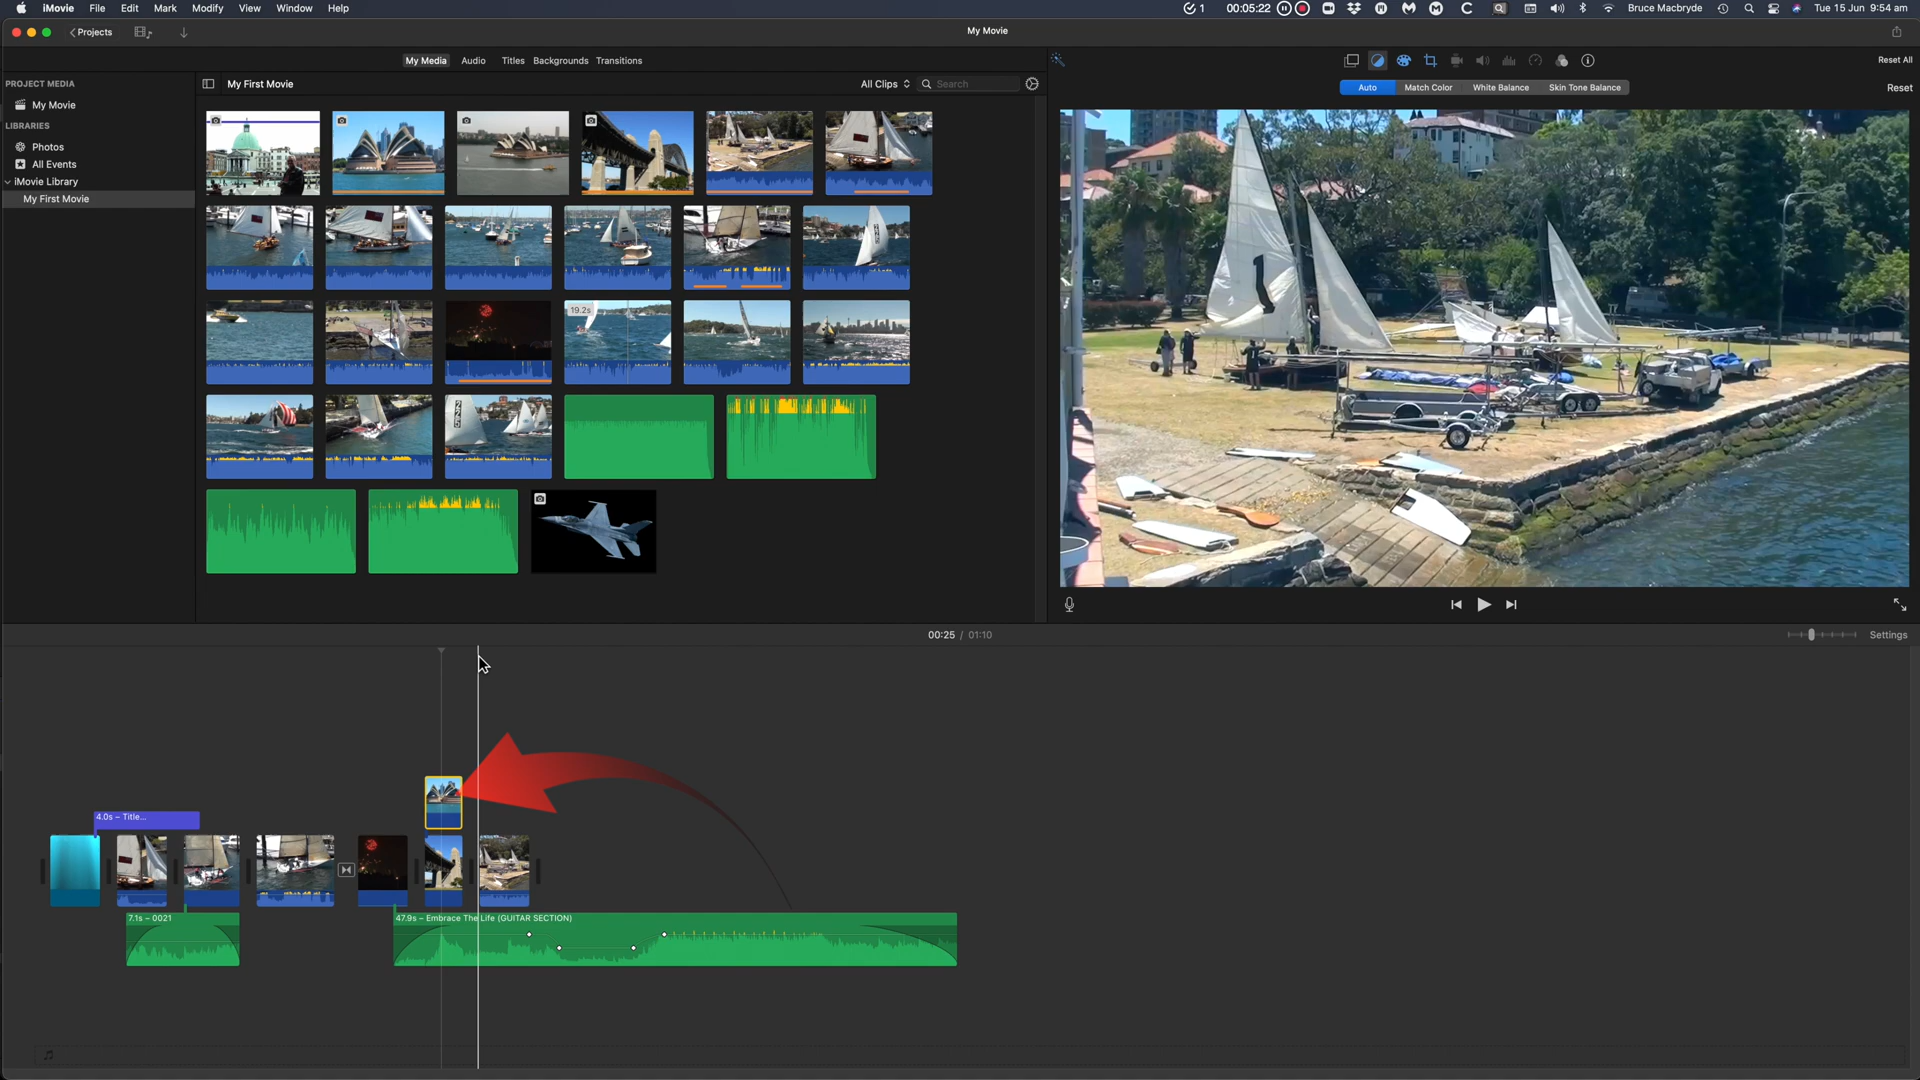 iMovie File Edit Mark Modify View Window Help
1 00:05:22 Bruce Macbryde Tue 15 Jun 9:54 am
Projects
My Movie
My Media Audio Titles Backgrounds Transitions
Reset All
PROJECT MEDIA
My First Movie
All Clips
Search
Auto
Match Color
White Balance
Skin Tone Balance
Reset
My Movie
LIBRARIES
Photos
All Events
iMovie Library
My First Movie
19.2s
00:25 / 01:10
Settings
4.0s – Title...
7.1s – 0021
47.9s – Embrace The Life (GUITAR SECTION)